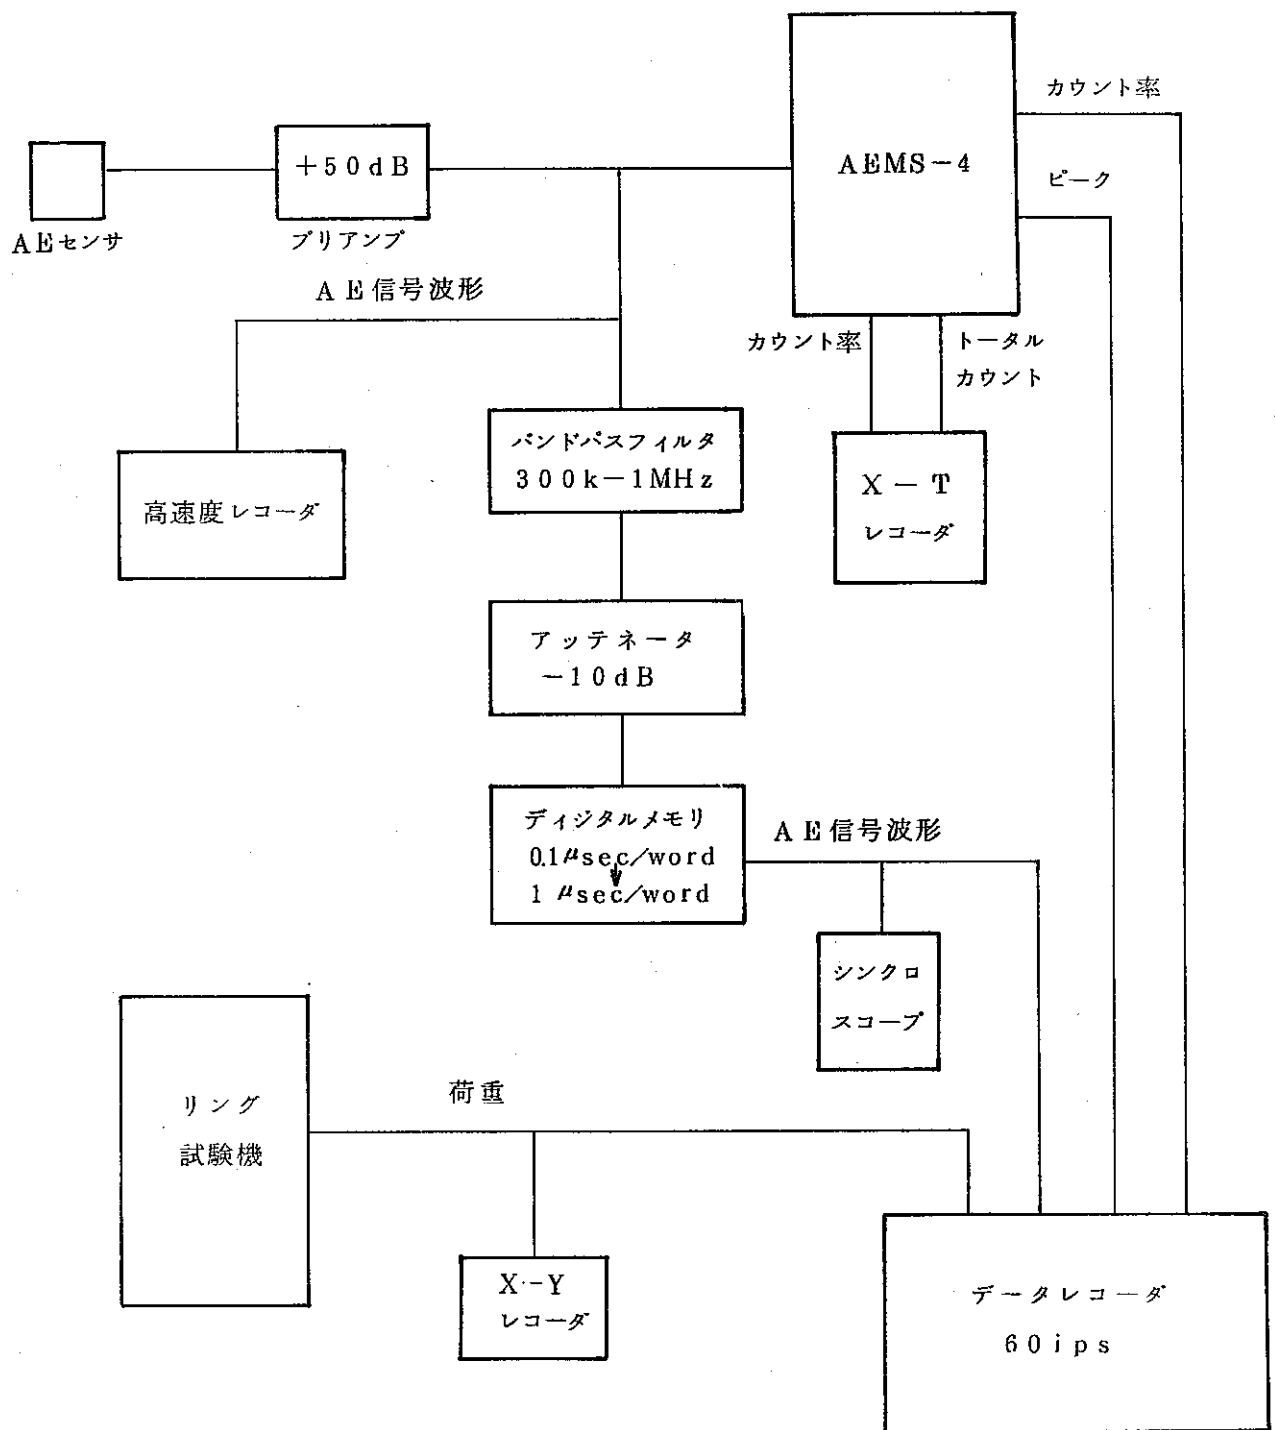 カウント率
+50dB
AEMS-4
ピーク
AEセンサ
プリアンプ
AE信号波形
カウント率
トータル
カウント
バンドパスフィルタ
300k-1MHz
高速度レコーダ
X-T
レコーダ
アッテネータ
-10dB
ディジタルメモリ
0.1μsec/word
1 μsec/word
AE信号波形
シンクロ
スコープ
リング
試験機
荷重
X-Y
レコーダ
データレコーダ
60ips